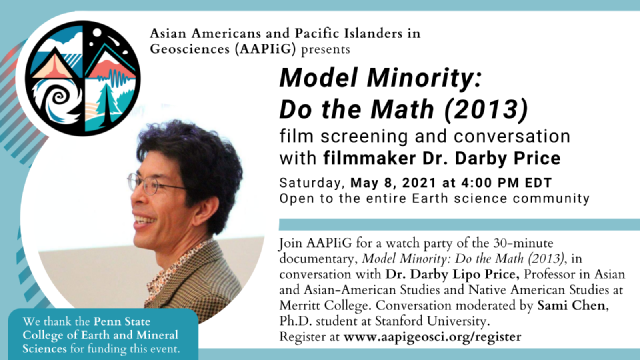 Asian Americans and Pacific Islanders in
Geosciences (AAPIiG) presents
Model Minority:
Do the Math (2013)
film screening and conversation
with filmmaker Dr. Darby Price
Saturday, May 8, 2021 at 4:00 PM EDT
Open to the entire Earth science community
Join AAPIiG for a watch party of the 30-minute
documentary, Model Minority: Do the Math (2013), in
conversation with Dr. Darby Lipo Price, Professor in Asian
and Asian-American Studies and Native American Studies at
Merritt College. Conversation moderated by Sami Chen,
Ph.D. student at Stanford University.
Register at www.aapigeosci.org/register
We thank the Penn State
College of Earth and Mineral
Sciences for funding this event.